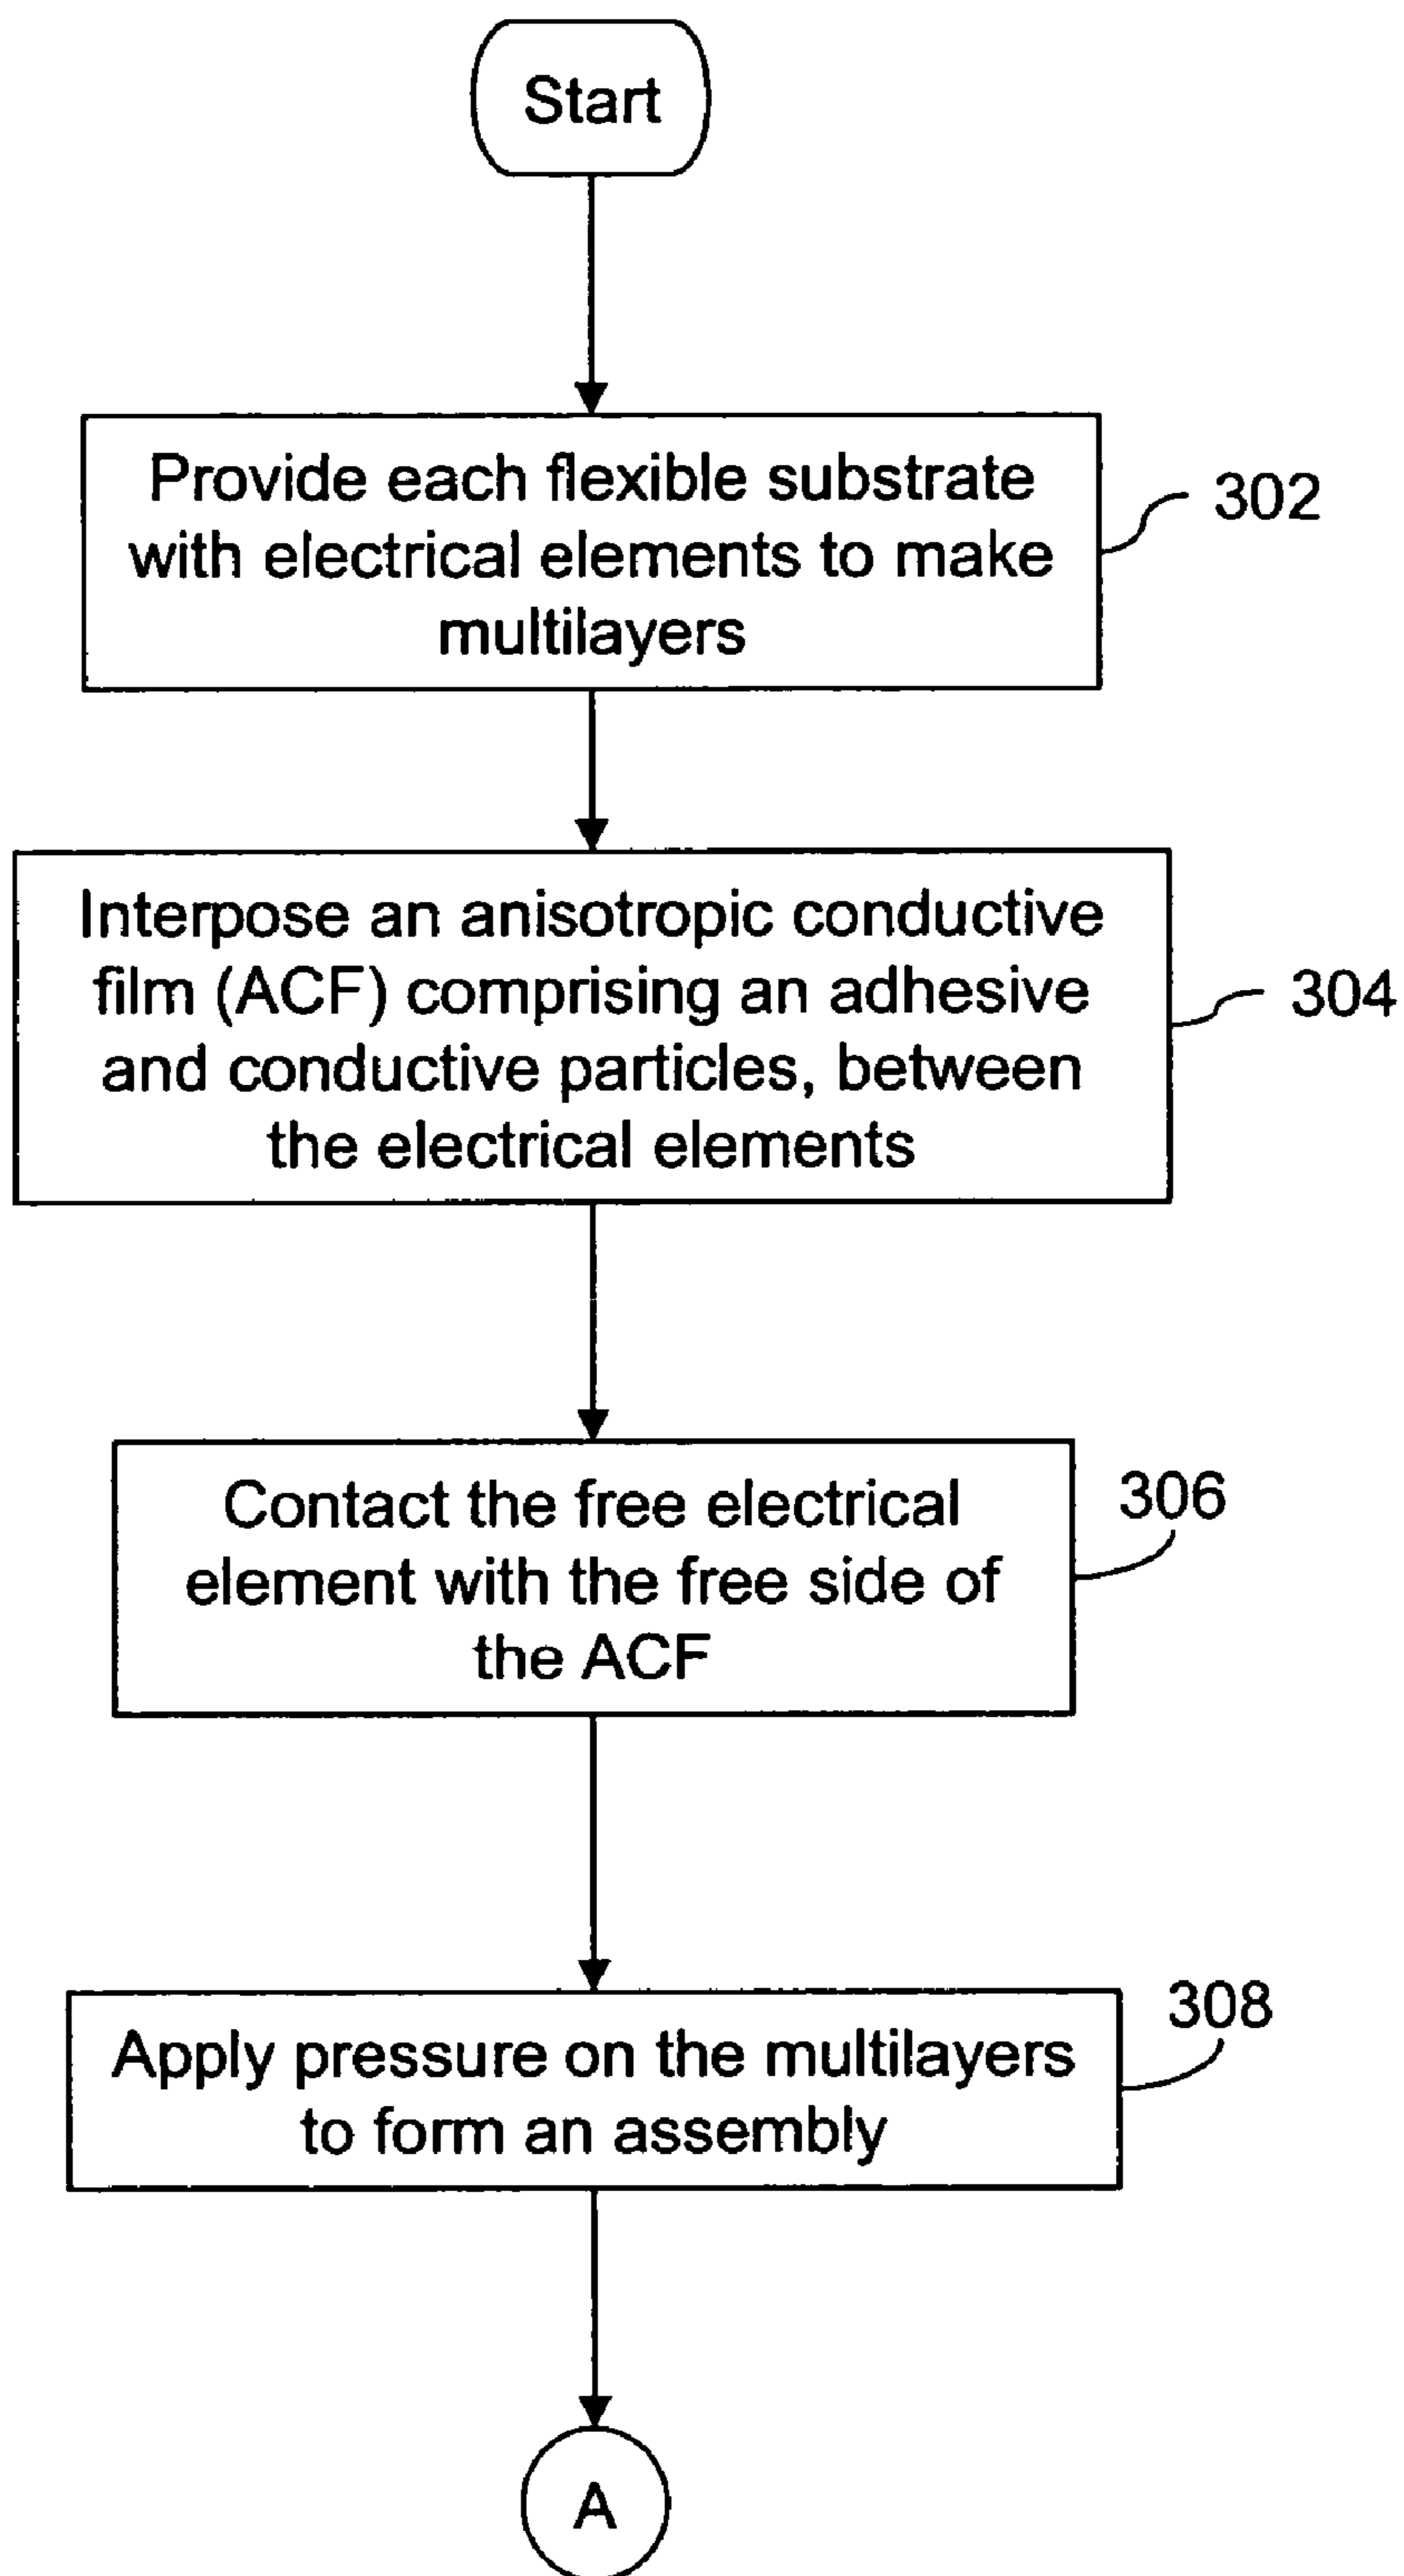 Start
Provide each flexible substrate
with electrical elements to make
multilayers
302
Interpose an anisotropic conductive
film (ACF) comprising an adhesive
and conductive particles, between
the electrical elements
304
Contact the free electrical
element with the free side of
the ACF
306
Apply pressure on the multilayers
to form an assembly
308
A